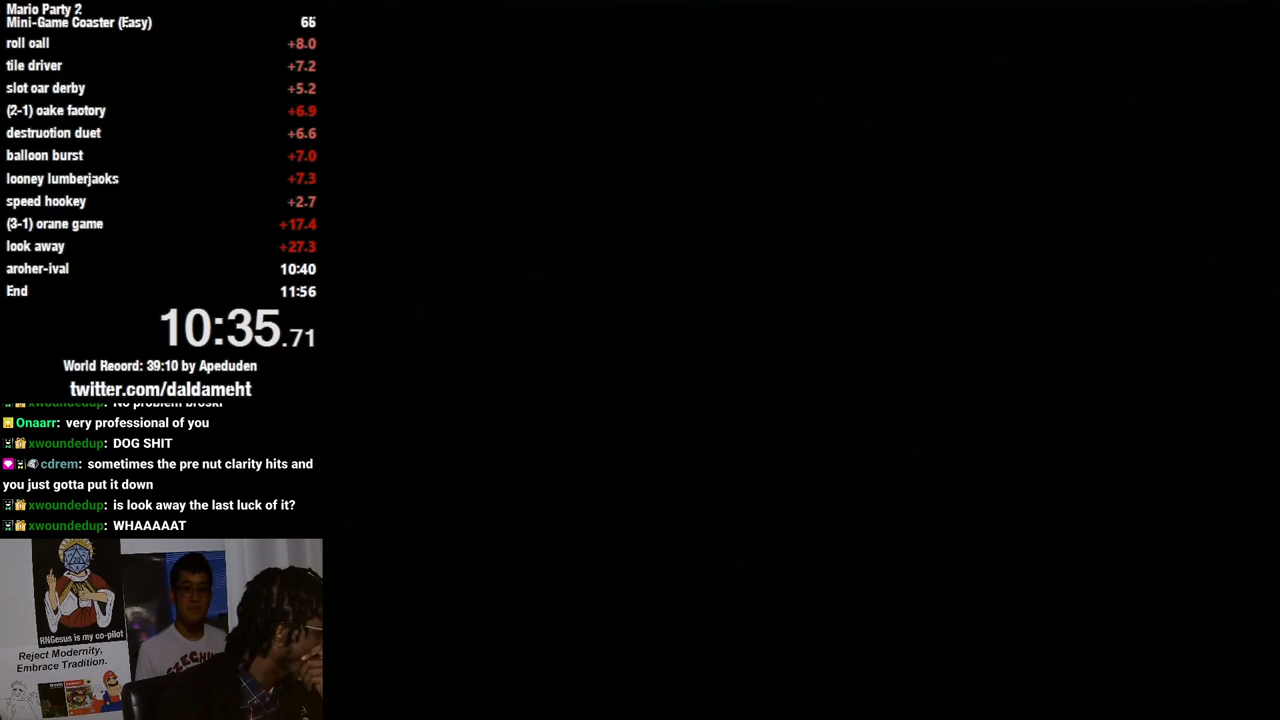 Mario Party 2
Mini-Game Coaster (Easy) 65
roll oall +8.0
tile driver +7.2
slot oar derby +5.2
(2-1) oake faotory +6.9
destruotion duet +6.6
balloon burst +7.0
looney lumberjaoks +7.3
speed hookey +2.7
(3-1) orane game +17.4
look away +27.3
aroher-ival 10:40
End 11:56
10:35.71
World Reoord: 39:10 by Apeduden
twitter.com/daldameht
xwoundedup: No problem broski
Onaarr: very professional of you
xwoundedup: DOG SHIT
cdrem: sometimes the pre nut clarity hits and
you just gotta put it down
xwoundedup: is look away the last luck of it?
xwoundedup: WHAAAAAT
RNGesus is my co-pilot
Reject Modernity,
Embrace Tradition.